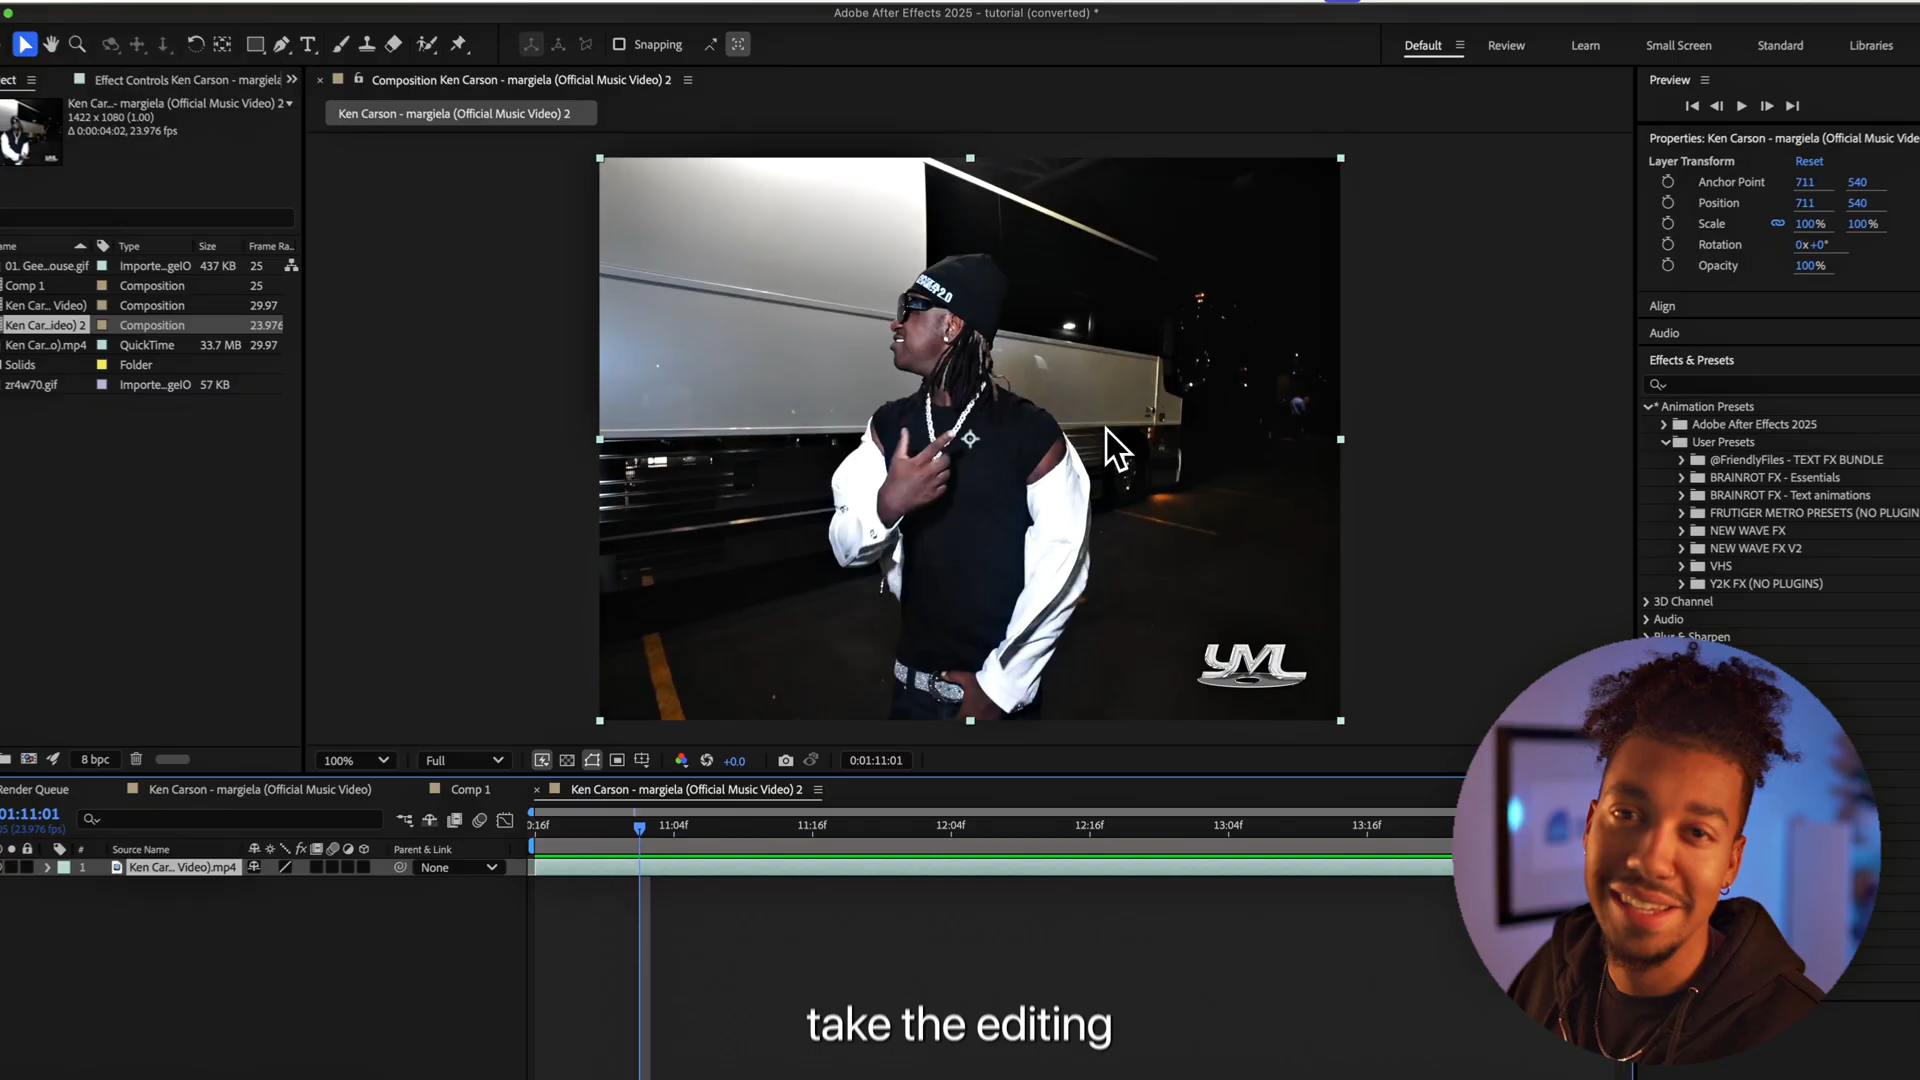 Adobe After Effects 2025 - tutorial (converted) *
Snapping
Default
Review
Learn
Small Screen
Standard
Libraries
ect
Effect Controls Ken Carson - margiela
Composition Ken Carson - margiela (Official Music Video) 2
Ken Car...- margiela (Official Music Video) 2
1422 x 1080 (1.00)
Δ 0:00:04:02, 23.976 fps
Ken Carson - margiela (Official Music Video) 2
ame
Type
Size
Frame Ra..
01. Gee...ouse.gif
Importe...geIO
437 KB
25
Comp 1
Composition
25
Ken Car... Video)
Composition
29.97
Ken Car...ideo) 2
Composition
23.976
Ken Car...o).mp4
QuickTime
33.7 MB
29.97
Solids
Folder
zr4w70.gif
Importe...geIO
57 KB
2.0
YML
Preview
Properties: Ken Carson - margiela (Official Music Vide
Layer Transform
Reset
Anchor Point
711
540
Position
711
540
Scale
100%
100%
Rotation
0x+0°
Opacity
100%
Align
Audio
Effects & Presets
* Animation Presets
Adobe After Effects 2025
User Presets
@FriendlyFiles - TEXT FX BUNDLE
BRAINROT FX - Essentials
BRAINROT FX - Text animations
FRUTIGER METRO PRESETS (NO PLUGIN
NEW WAVE FX
NEW WAVE FX V2
VHS
Y2K FX (NO PLUGINS)
3D Channel
Audio
Blur & Sharpen
8 bpc
100%
Full
+0.0
0:01:11:01
ender Queue
Ken Carson - margiela (Official Music Video)
Comp 1
Ken Carson - margiela (Official Music Video) 2
01:11:01
05 (23.976 fps)
0:16f
11:04f
11:16f
12:04f
12:16f
13:04f
13:16f
Source Name
fx
Parent & Link
1
Ken Car... Video).mp4
None
take the editing